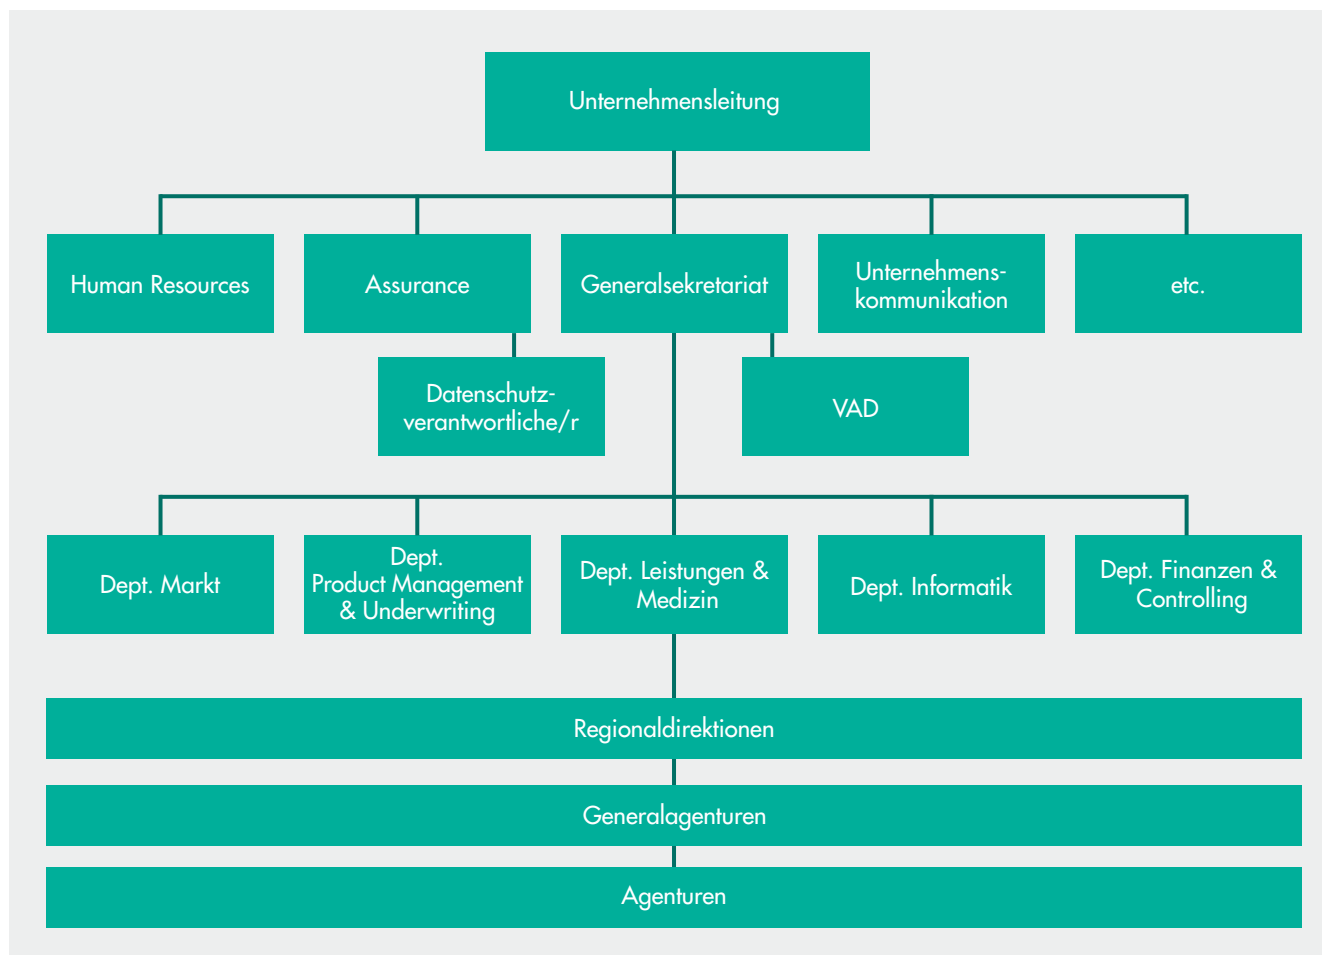 Unternehmensleitung
Human Resources
Assurance
Generalsekretariat
Unternehmens-
kommunikation
etc.
Datenschutz-
verantwortliche/r
VAD
Dept. Markt
Dept.
Product Management
& Underwriting
Dept. Leistungen &
Medizin
Dept. Informatik
Dept. Finanzen &
Controlling
Regionaldirektionen
Generalagenturen
Agenturen